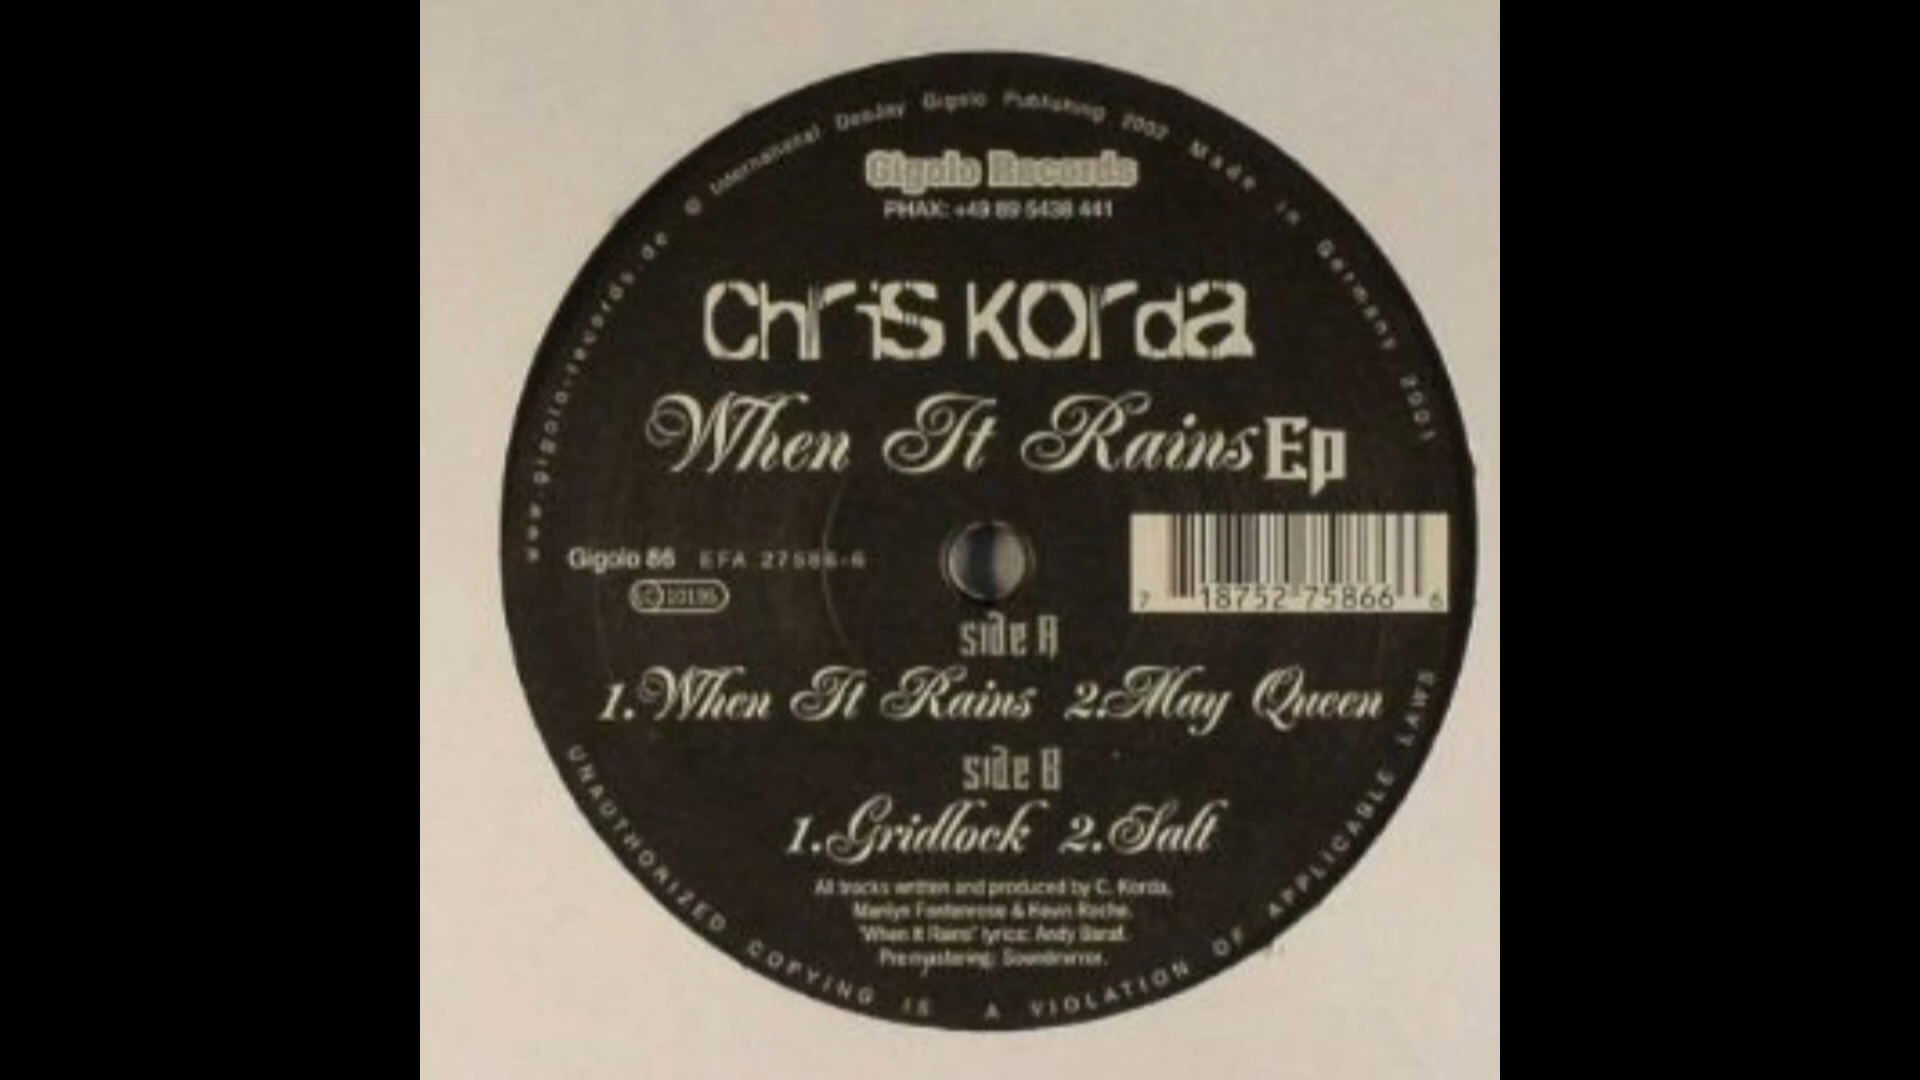 www.gigolo-records.de © International DeeJay Gigolo Publishing 2002 Made in Germany 2001
Gigolo Records
PHAX: +49 89 5438 441
Chris Korda
When It Rains Ep
Gigolo 86 EFA 27586-6
LC 10195
7 18752 75866 6
side A
1.When It Rains 2.May Queen
side B
1.Gridlock 2.Salt
All tracks written and produced by C. Korda,
Marilyn Fontenrose & Kevin Roche.
"When It Rains" lyrics: Andy
Premastering: Soundmirror.
UNAUTHORIZED COPYING IS A VIOLATION OF APPLICABLE LAWS